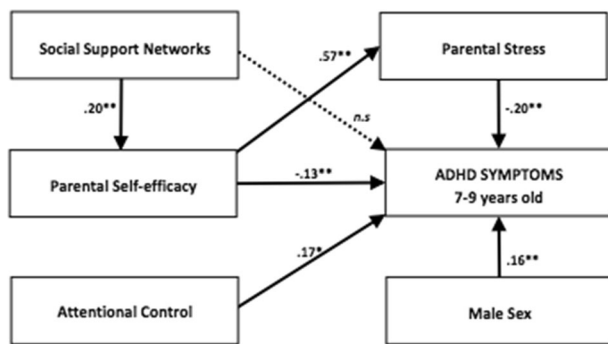 Social Support Networks
Parental Stress
.57**
.20**
n.s
-.20**
Parental Self-efficacy
-.13**
ADHD SYMPTOMS
7-9 years old
.17*
.16**
Attentional Control
Male Sex